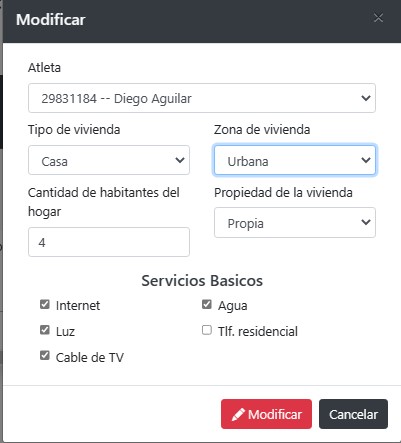 Modificar
Atleta
29831184 -- Diego Aguilar
Tipo de vivienda
Zona de vivienda
Casa
Urbana
Cantidad de habitantes del
hogar
Propiedad de la vivienda
4
Propia
Servicios Basicos
Internet
Agua
Luz
Tlf. residencial
Cable de TV
Modificar
Cancelar